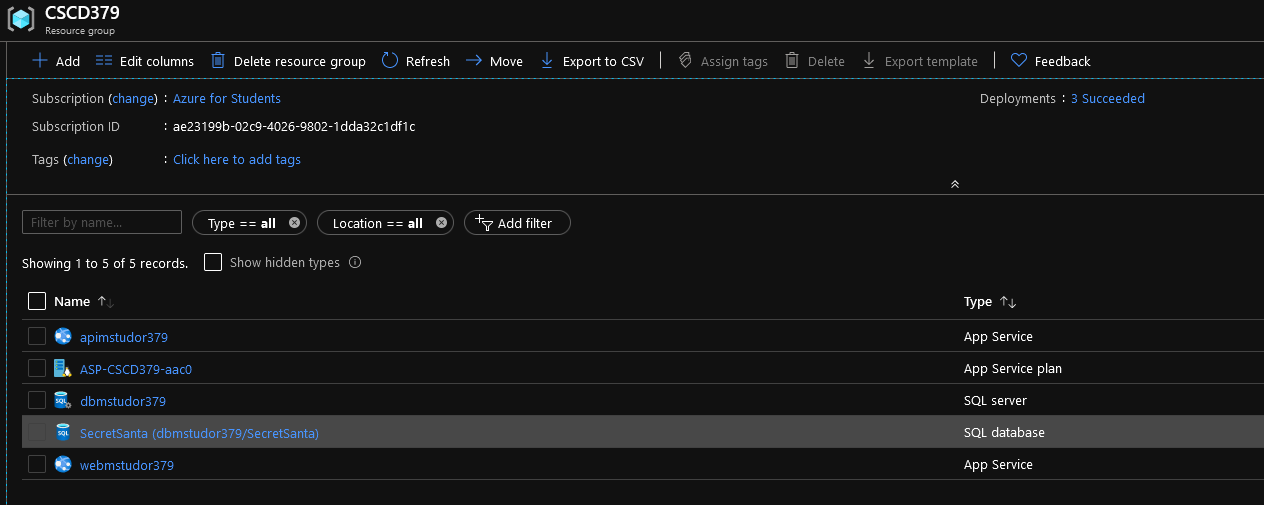 CSCD379
Resource group
Add Edit columns Delete resource group Refresh Move Export to CSV Assign tags Delete Export template Feedback
Subscription (change) : Azure for Students Deployments : 3 Succeeded
Subscription ID : ae23199b-02c9-4026-9802-1dda32c1df1c
Tags (change) : Click here to add tags
Filter by name... Type == all Location == all Add filter
Showing 1 to 5 of 5 records. Show hidden types
Name Type
apimstudor379 App Service
ASP-CSCD379-aac0 App Service plan
SQL dbmstudor379 SQL server
SQL SecretSanta (dbmstudor379/SecretSanta) SQL database
webmstudor379 App Service